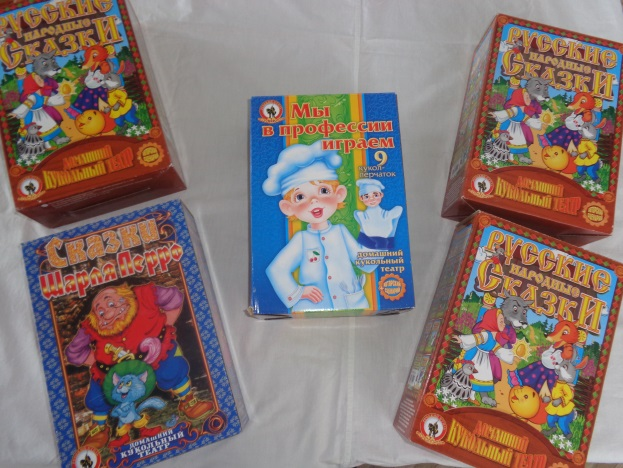 Русские
народные
Сказки
Домашний
Кукольный Театр
Мы
в профессии
играем
9
кукол-
перчаток
домашний
кукольный
театр
Русские
народные
Сказки
Домашний
Кукольный Театр
Сказки
Шарля Перро
домашний
кукольный
театр
Русские
народные
Сказки
Домашний
Кукольный Театр